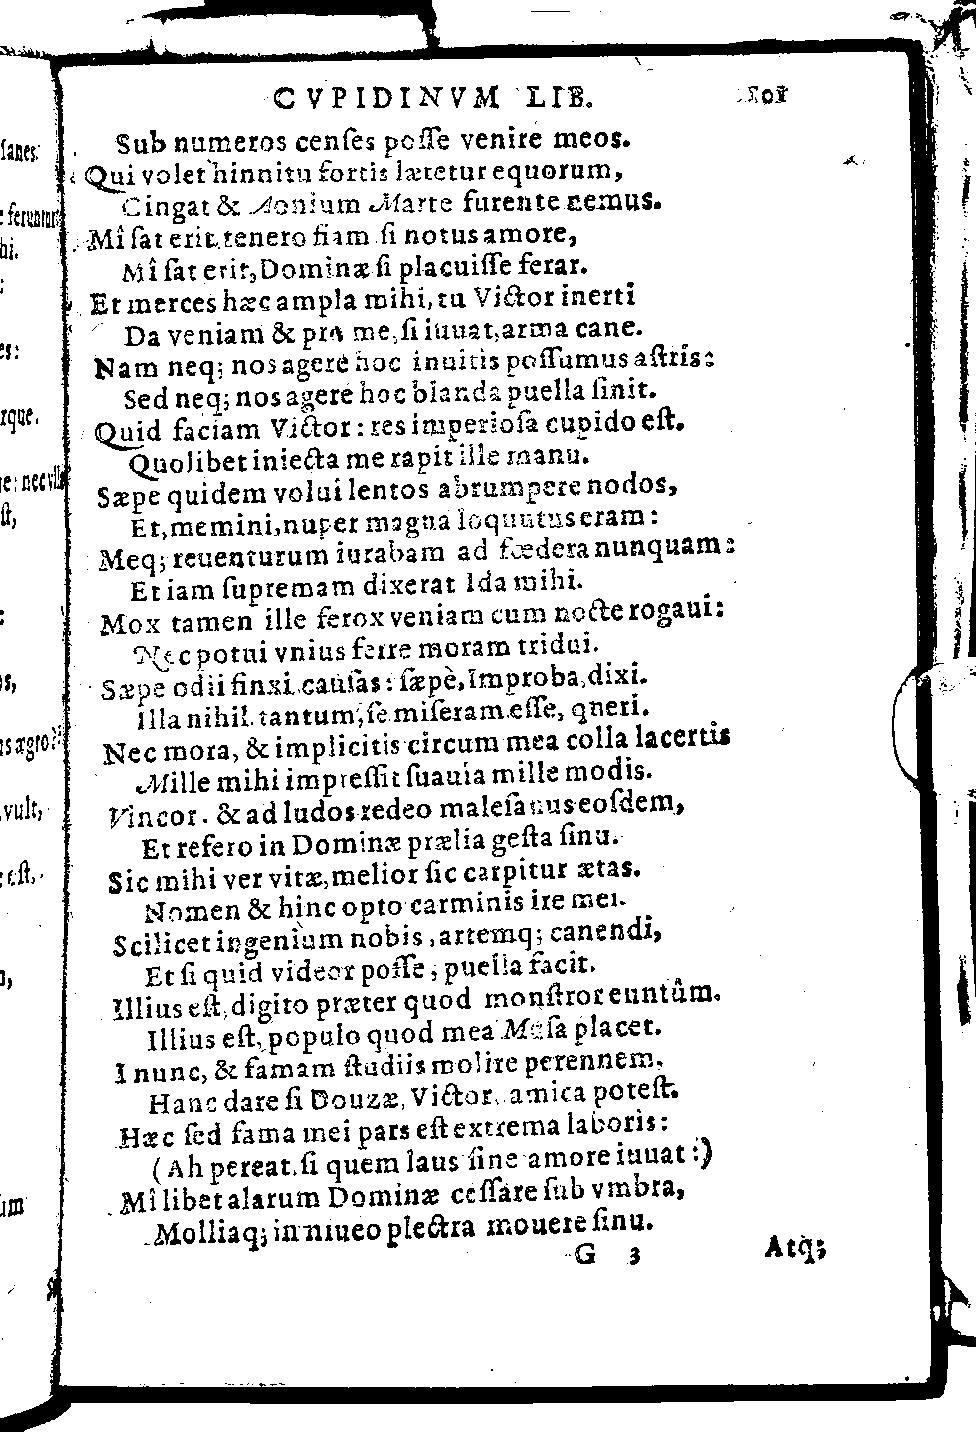 CVPIDINVM LIB. 101
Sub numeros censes posse venire meos.
Qui volet hinnitu fortis lætetur equorum,
Cingat & Aonium Marte furente nemus.
Mî sat erit, tenero fiam si notus amore,
Mî sat erit, Dominæ si placuisse ferar.
Et merces hæc ampla mihi, tu Victor inerti
Da veniam & pro me, si iuuat, arma cane.
Nam neq; nos agere hoc inuitis possumus astris:
Sed neq; nos agere hoc blanda puella sinit.
Quid faciam Victor: res imperiosa cupido est.
Quolibet iniecta me rapit ille manu.
Sæpe quidem volui lentos abrumpere nodos,
Et, memini, nuper magna loquutus eram:
Meq; reuenturum iurabam ad fœdera nunquam:
Et iam supremam dixerat Ida mihi.
Mox tamen ille ferox veniam cum nocte rogaui:
Nec potui vnius ferre moram tridui.
Sæpe odii finxi causas: sæpè, Improba, dixi.
Illa nihil tantum, se miseram esse, queri.
Nec mora, & implicitis circum mea colla lacertis
Mille mihi impressit suauia mille modis.
Vincor. & ad ludos redeo malesanus eosdem,
Et refero in Dominæ prælia gesta sinu.
Sic mihi ver vitæ, melior sic carpitur ætas.
Nomen & hinc opto carminis ire mei.
Scilicet ingenium nobis, artemq; canendi,
Et si quid videor posse, puella facit.
Illius est, digito præter quod monstror euntûm.
Illius est, populo quod mea Musa placet.
I nunc, & famam studiis molire perennem,
Hanc dare si Douzæ, Victor, amica potest.
Hæc sed fama mei pars est extrema laboris:
(Ah pereat, si quem laus sine amore iuuat:)
Mî libet alarum Dominæ cessare sub vmbra,
Molliaq; in niueo plectra mouere sinu.
G 3 Atq;